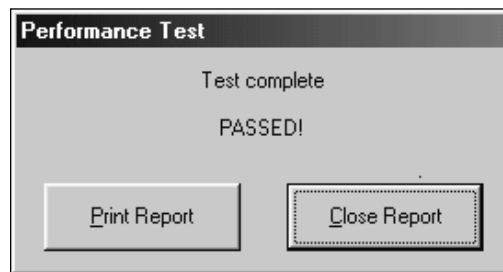 Performance Test
Test complete
PASSED!
Print Report
Close Report